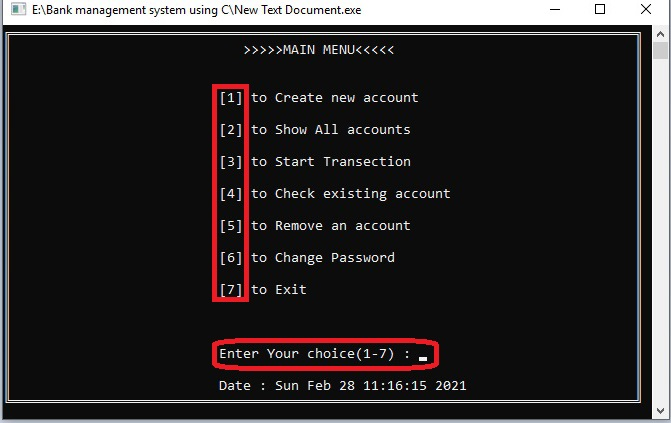 E:\Bank management system using C\New Text Document.exe
>>>>>MAIN MENU<<<<<
[1] to Create new account
[2] to Show All accounts
[3] to Start Transection
[4] to Check existing account
[5] to Remove an account
[6] to Change Password
[7] to Exit
Enter Your choice(1-7) : _
Date : Sun Feb 28 11:16:15 2021